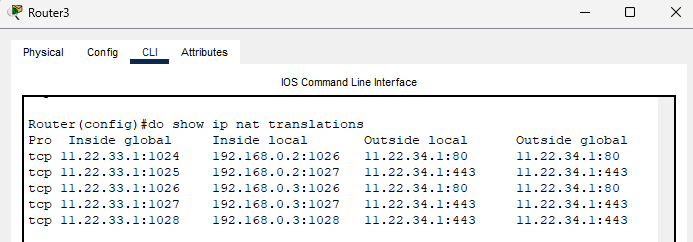 Router3
Physical Config CLI Attributes
IOS Command Line Interface
Router(config)#do show ip nat translations
Pro  Inside global     Inside local       Outside local      Outside global
tcp 11.22.33.1:1024    192.168.0.2:1026   11.22.34.1:80      11.22.34.1:80
tcp 11.22.33.1:1025    192.168.0.2:1027   11.22.34.1:443     11.22.34.1:443
tcp 11.22.33.1:1026    192.168.0.3:1026   11.22.34.1:80      11.22.34.1:80
tcp 11.22.33.1:1027    192.168.0.3:1027   11.22.34.1:443     11.22.34.1:443
tcp 11.22.33.1:1028    192.168.0.3:1028   11.22.34.1:443     11.22.34.1:443